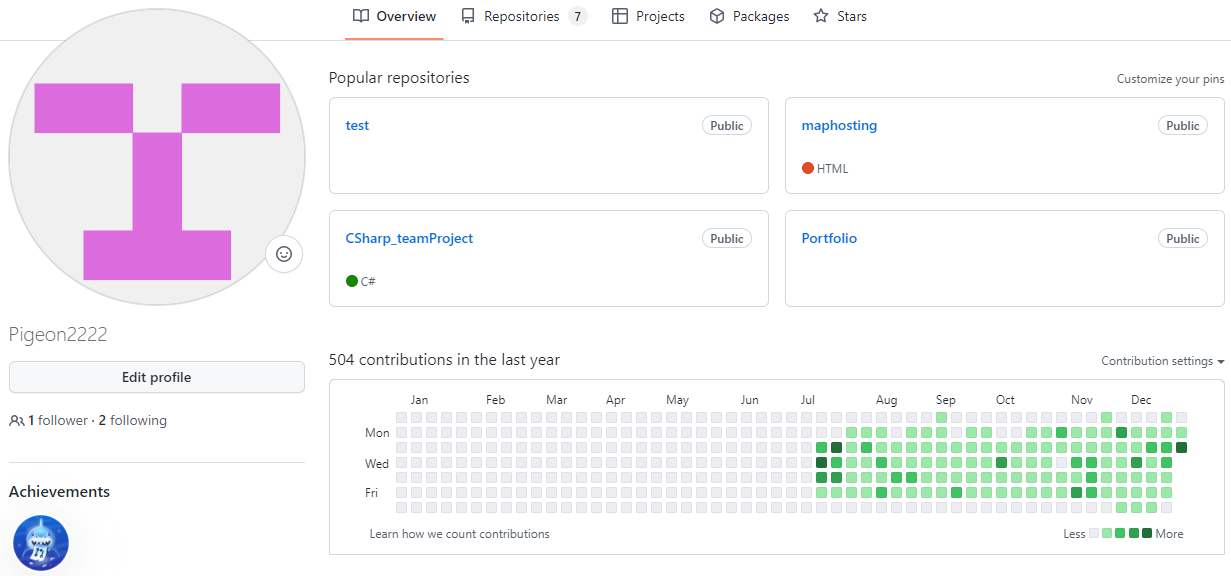 Overview Repositories 7 Projects Packages Stars
Popular repositories Customize your pins
test Public
maphosting Public
HTML
CSharp_teamProject Public
C#
Portfolio Public
Pigeon2222
Edit profile
1 follower · 2 following
Achievements
504 contributions in the last year Contribution settings
Jan Feb Mar Apr May Jun Jul Aug Sep Oct Nov Dec
Mon
Wed
Fri
Learn how we count contributions Less More